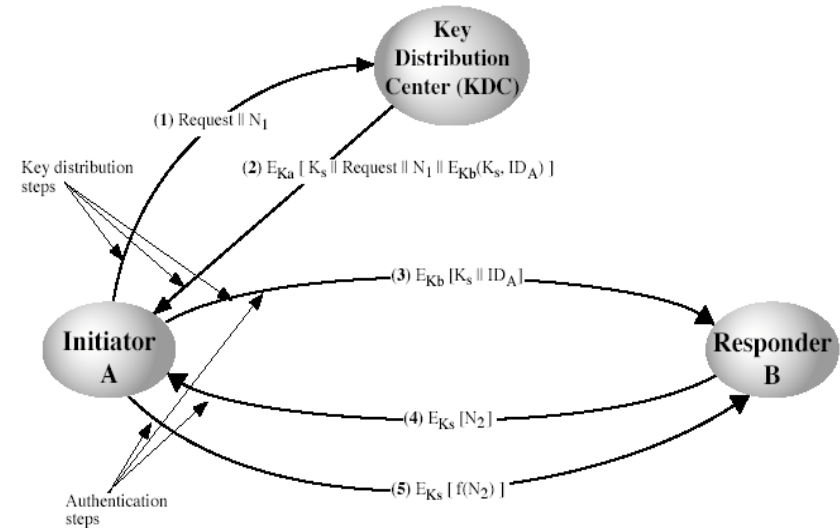 Key
Distribution
Center (KDC)
(1) Request || N1
Key distribution
steps
(2) EKa [ Ks || Request || N1 || EKb(Ks, IDA) ]
(3) EKb [Ks || IDA]
Initiator
A
Responder
B
(4) EKs [N2]
(5) EKs [ f(N2) ]
Authentication
steps